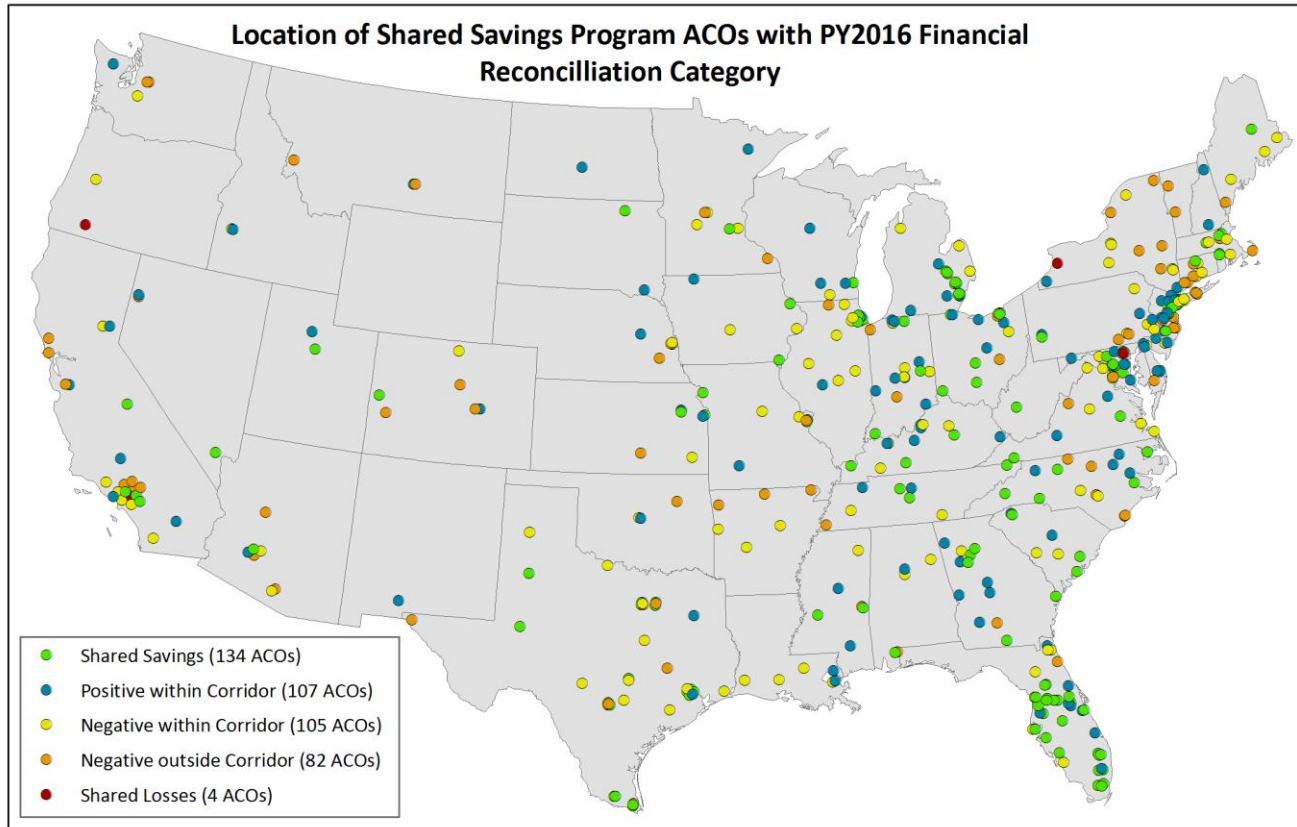 Location of Shared Savings Program ACOs with PY2016 Financial
Reconcilliation Category
Shared Savings (134 ACOs)
Positive within Corridor (107 ACOs)
Negative within Corridor (105 ACOs)
Negative outside Corridor (82 ACOs)
Shared Losses (4 ACOs)